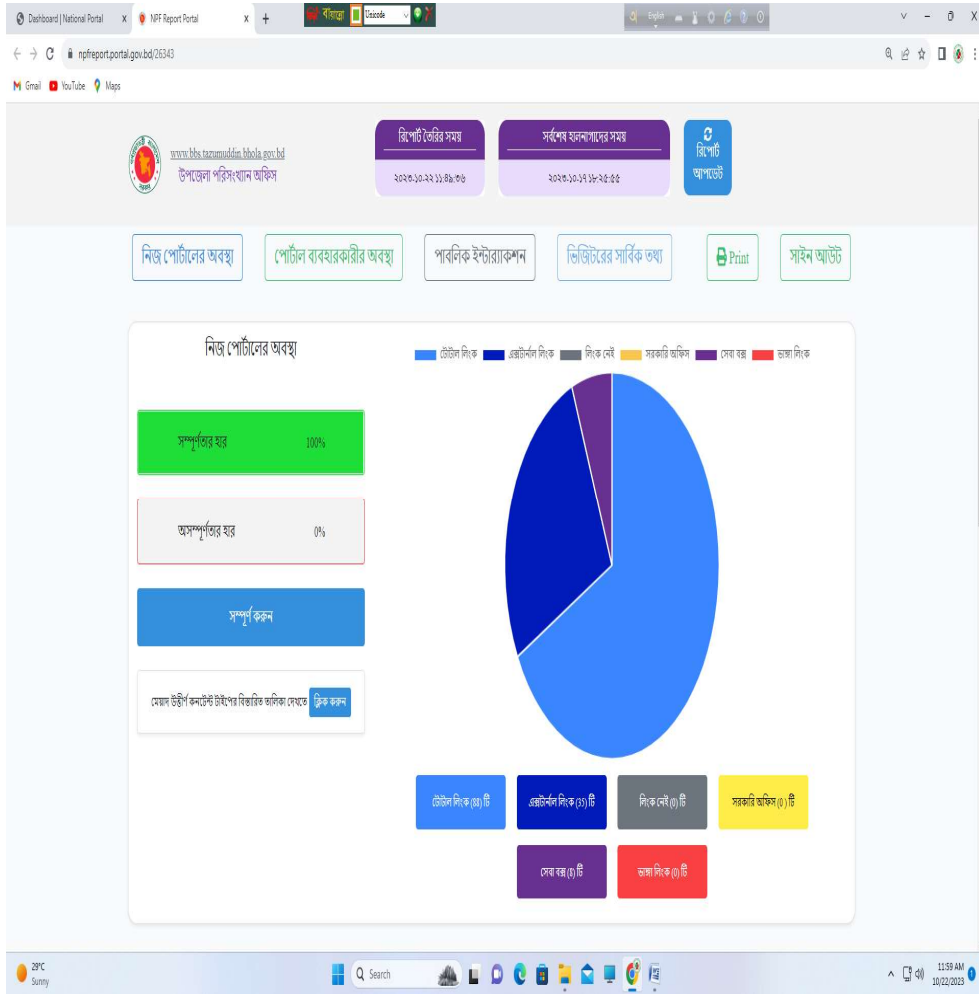 Dashboard | National Portal
NPF Report Portal
বায়ান্নো
Unicode
English
npfreport.portal.gov.bd/26343
Gmail
YouTube
Maps
www.bbs.tazumuddin.bhola.gov.bd
উপজেলা পরিসংখ্যান অফিস
রিপোর্ট তৈরির সময়
২০২৩.১০.২২ ১১:৪৯:৩৬
সর্বশেষ হালনাগাদের সময়
২০২৩.১০.১৭ ১৮:২৫:৫৫
রিপোর্ট
আপডেট
নিজ পোর্টালের অবস্থা
পোর্টাল ব্যবহারকারীর অবস্থা
পাবলিক ইন্টার‍্যাকশন
ভিজিটরের সার্বিক তথ্য
Print
সাইন আউট
নিজ পোর্টালের অবস্থা
টোটাল লিংক এক্সটার্নাল লিংক লিংক নেই সরকারি অফিস সেবা বক্স ভাঙ্গা লিংক
সম্পূর্ণতার হার 100%
অসম্পূর্ণতার হার 0%
সম্পূর্ণ করুন
মেয়াদ উত্তীর্ণ কনটেন্ট টাইপের বিস্তারিত তালিকা দেখতে ক্লিক করুন
টোটাল লিংক (88) টি
এক্সটার্নাল লিংক (35) টি
লিংক নেই (0) টি
সরকারি অফিস (0 ) টি
সেবা বক্স (8) টি
ভাঙ্গা লিংক (0) টি
29°C
Sunny
Search
11:59 AM
10/22/2023